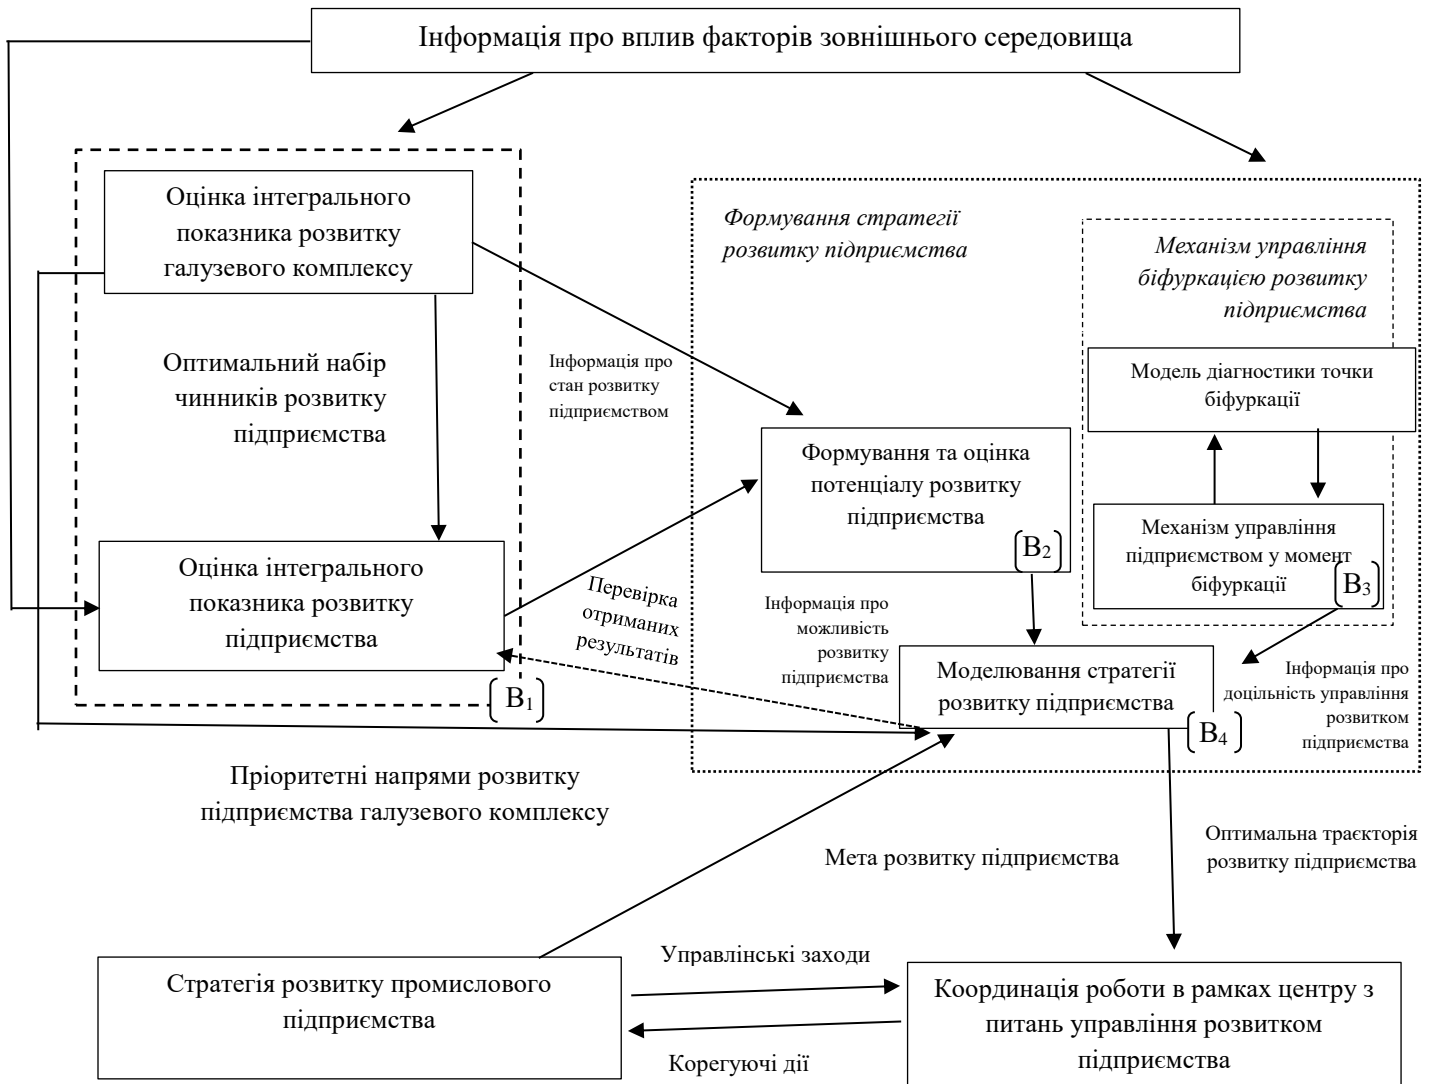 Інформація про вплив факторів зовнішнього середовища
Оцінка інтегрального
показника розвитку
галузевого комплексу
Формування стратегії
розвитку підприємства
Механізм управління
біфуркацією розвитку
підприємства
Оптимальний набір
чинників розвитку
підприємства
Інформація про
стан розвитку
підприємством
Модель діагностики точки
біфуркації
Формування та оцінка
потенціалу розвитку
підприємства
B2
Механізм управління
підприємством у момент
біфуркації
B3
Оцінка інтегрального
показника розвитку
підприємства
B1
Перевірка
отриманих
результатів
Інформація про
можливість
розвитку
підприємства
Моделювання стратегії
розвитку підприємства
B4
Інформація про
доцільність управління
розвитком
підприємства
Пріоритетні напрями розвитку
підприємства галузевого комплексу
Мета розвитку підприємства
Оптимальна траєкторія
розвитку підприємства
Стратегія розвитку промислового
підприємства
Управлінські заходи
Корегуючі дії
Координація роботи в рамках центру з
питань управління розвитком
підприємства